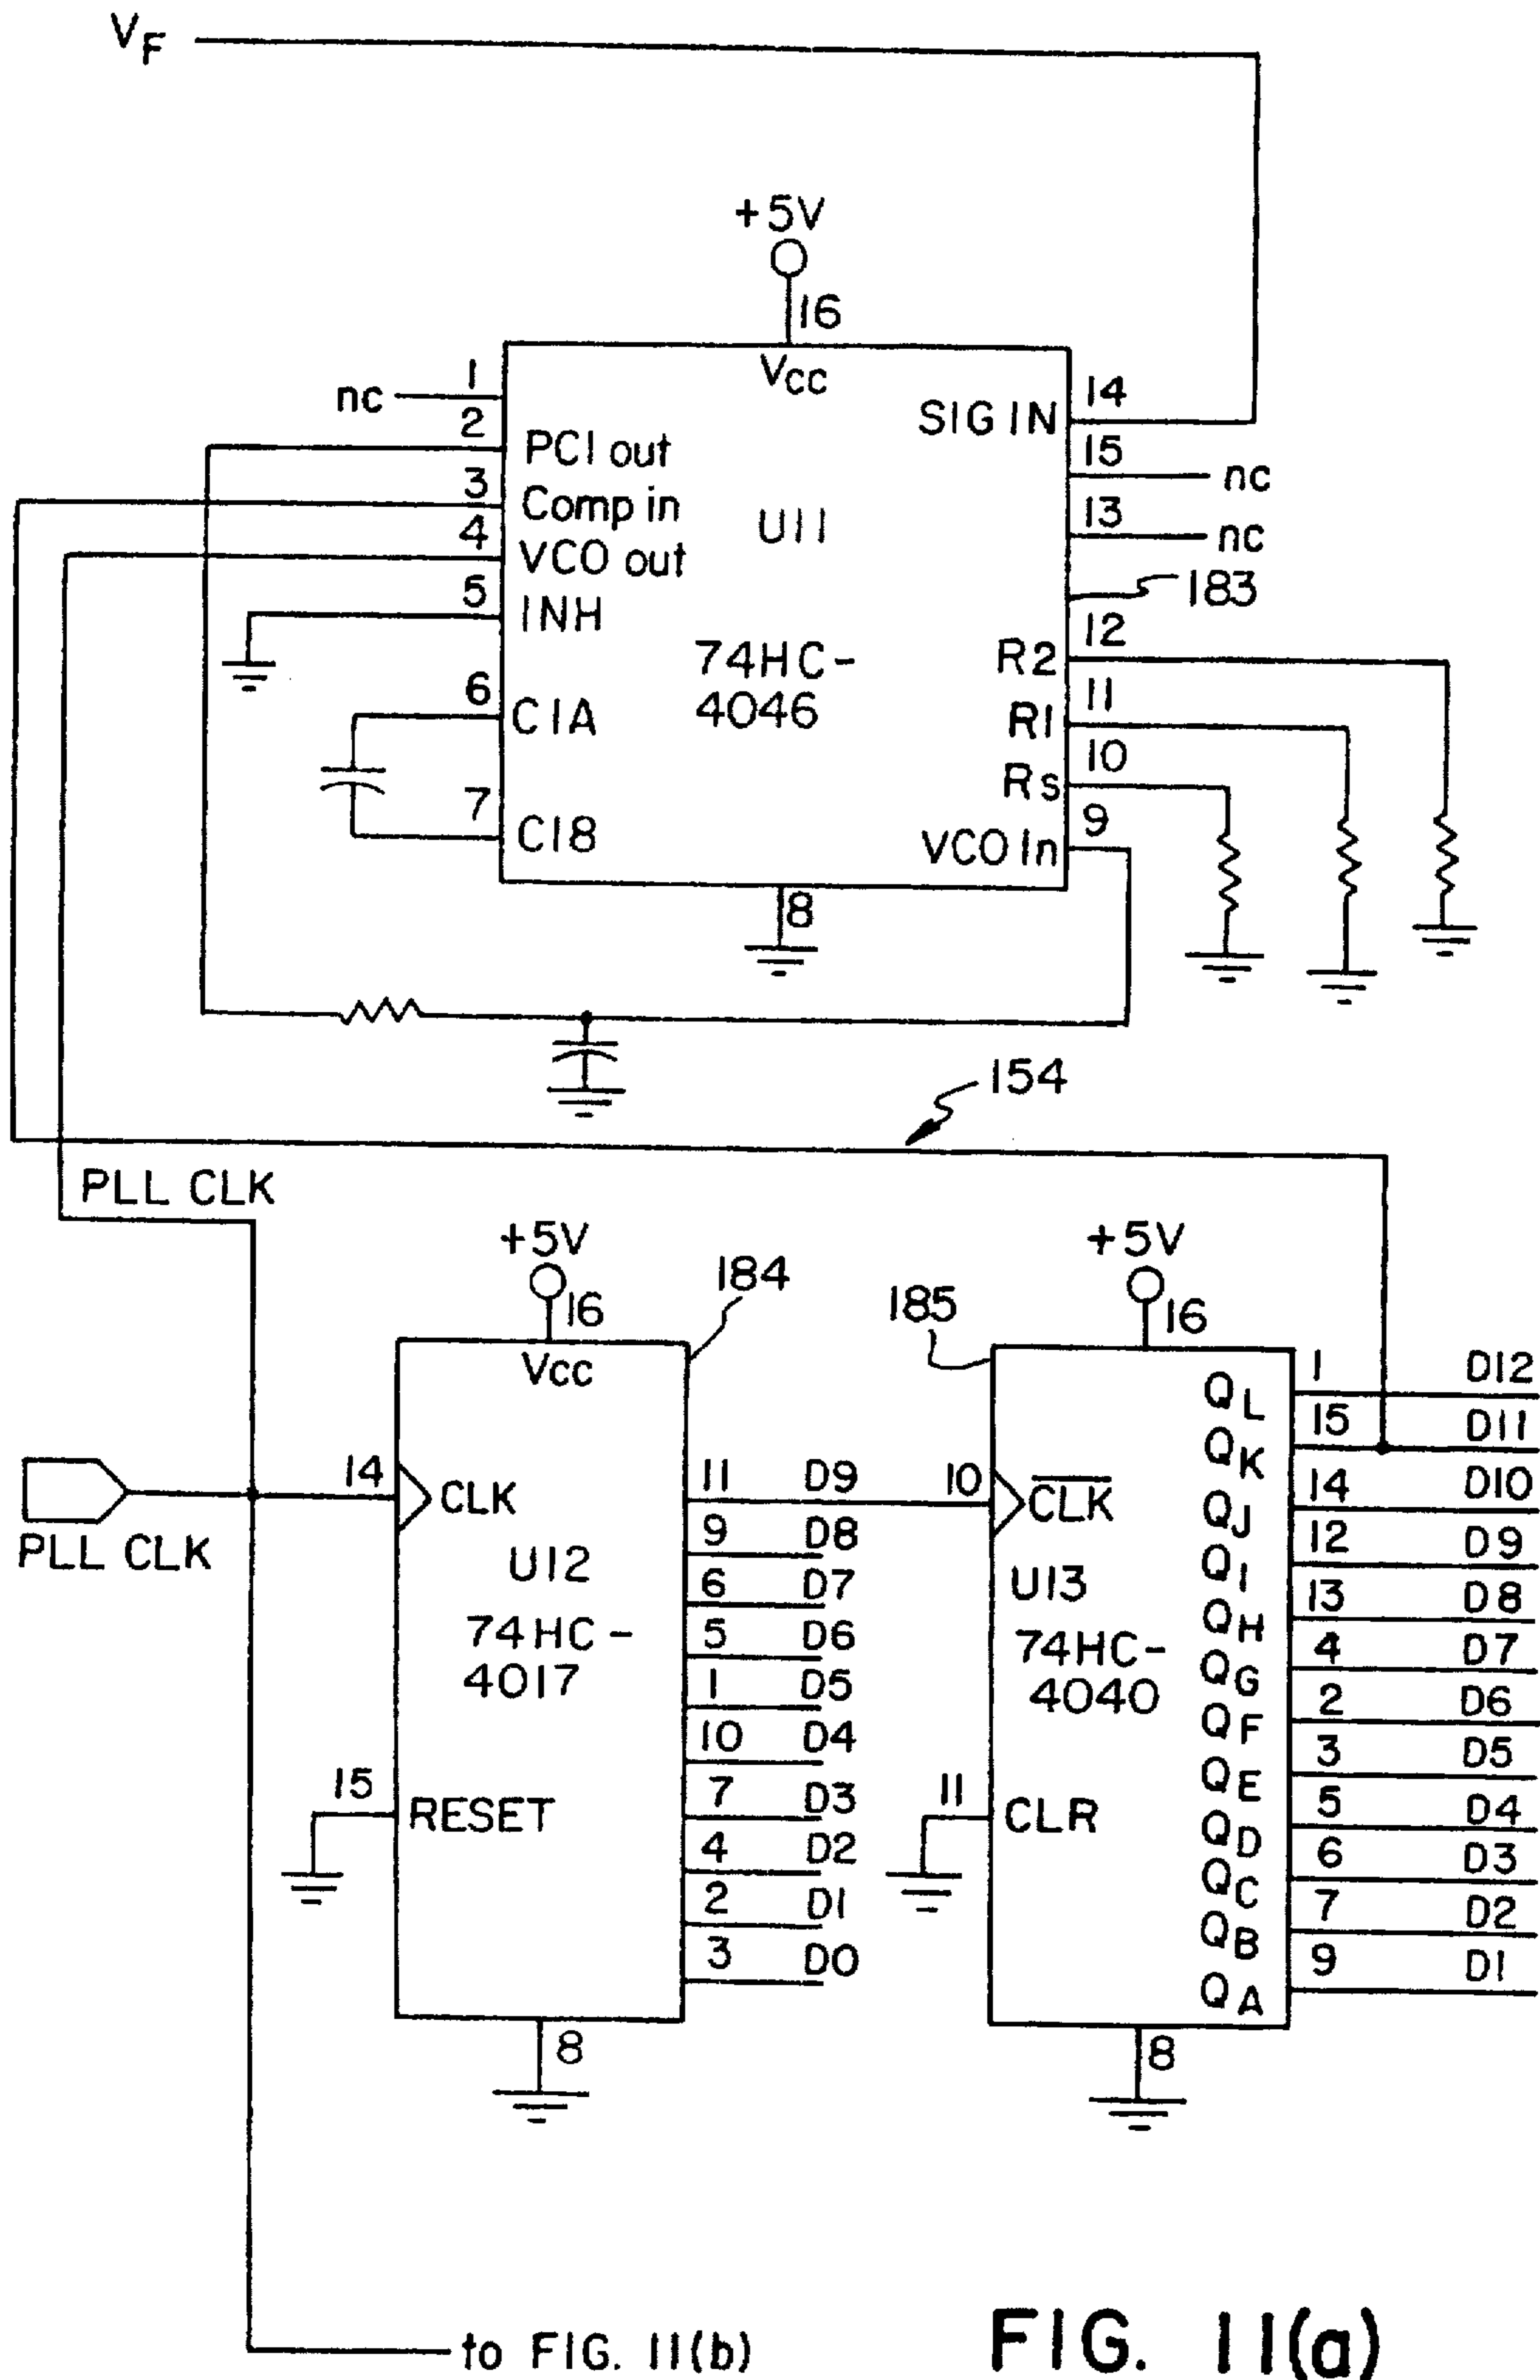 VF
+5V
16
VCC
nc 1
2 PC1 out
3 Comp in
4 VCO out
5 INH
6 C1A
7 C18
8
U11
74HC-
4046
SIG IN 14
15 nc
13 nc
183
R2 12
R1 11
Rs 10
VCO In 9
154
PLL CLK
+5V
16
184
Vcc
PLL CLK
14 CLK
U12
74HC-
4017
15 RESET
11 D9
9 D8
6 D7
5 D6
1 D5
10 D4
7 D3
4 D2
2 D1
3 D0
8
+5V
16
185
10 CLK
U13
74HC-
4040
11 CLR
QL 1 D12
QK 15 D11
QJ 14 D10
QI 12 D9
QH 13 D8
QG 4 D7
QF 2 D6
QE 3 D5
QD 5 D4
QC 6 D3
QB 7 D2
QA 9 D1
8
to FIG. 11(b)
FIG. 11(a)